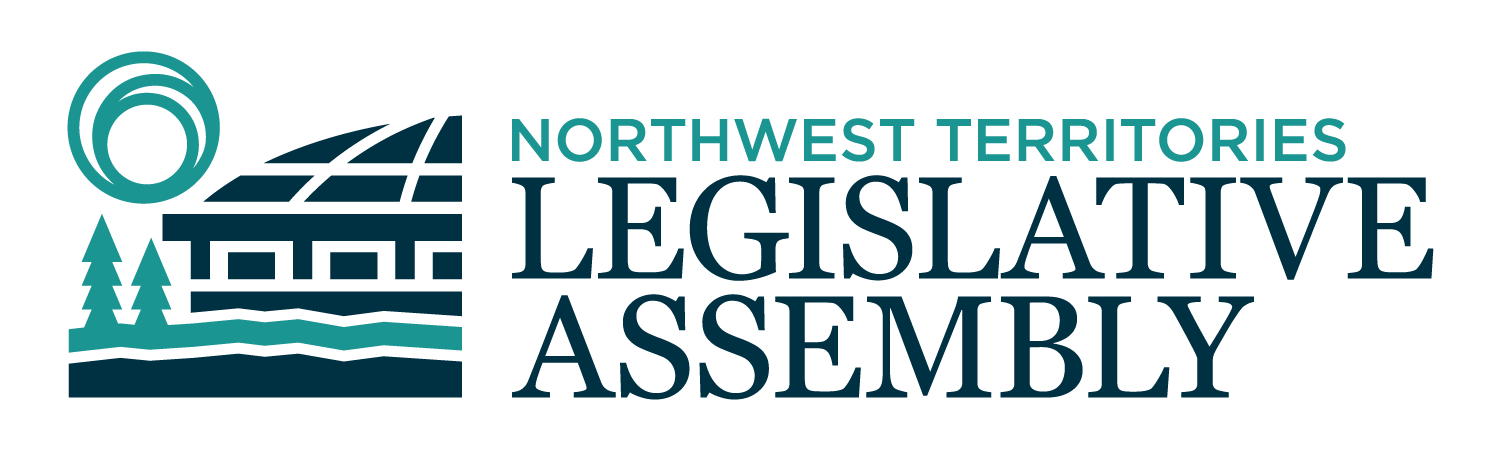 NORTHWEST TERRITORIES
LEGISLATIVE
ASSEMBLY